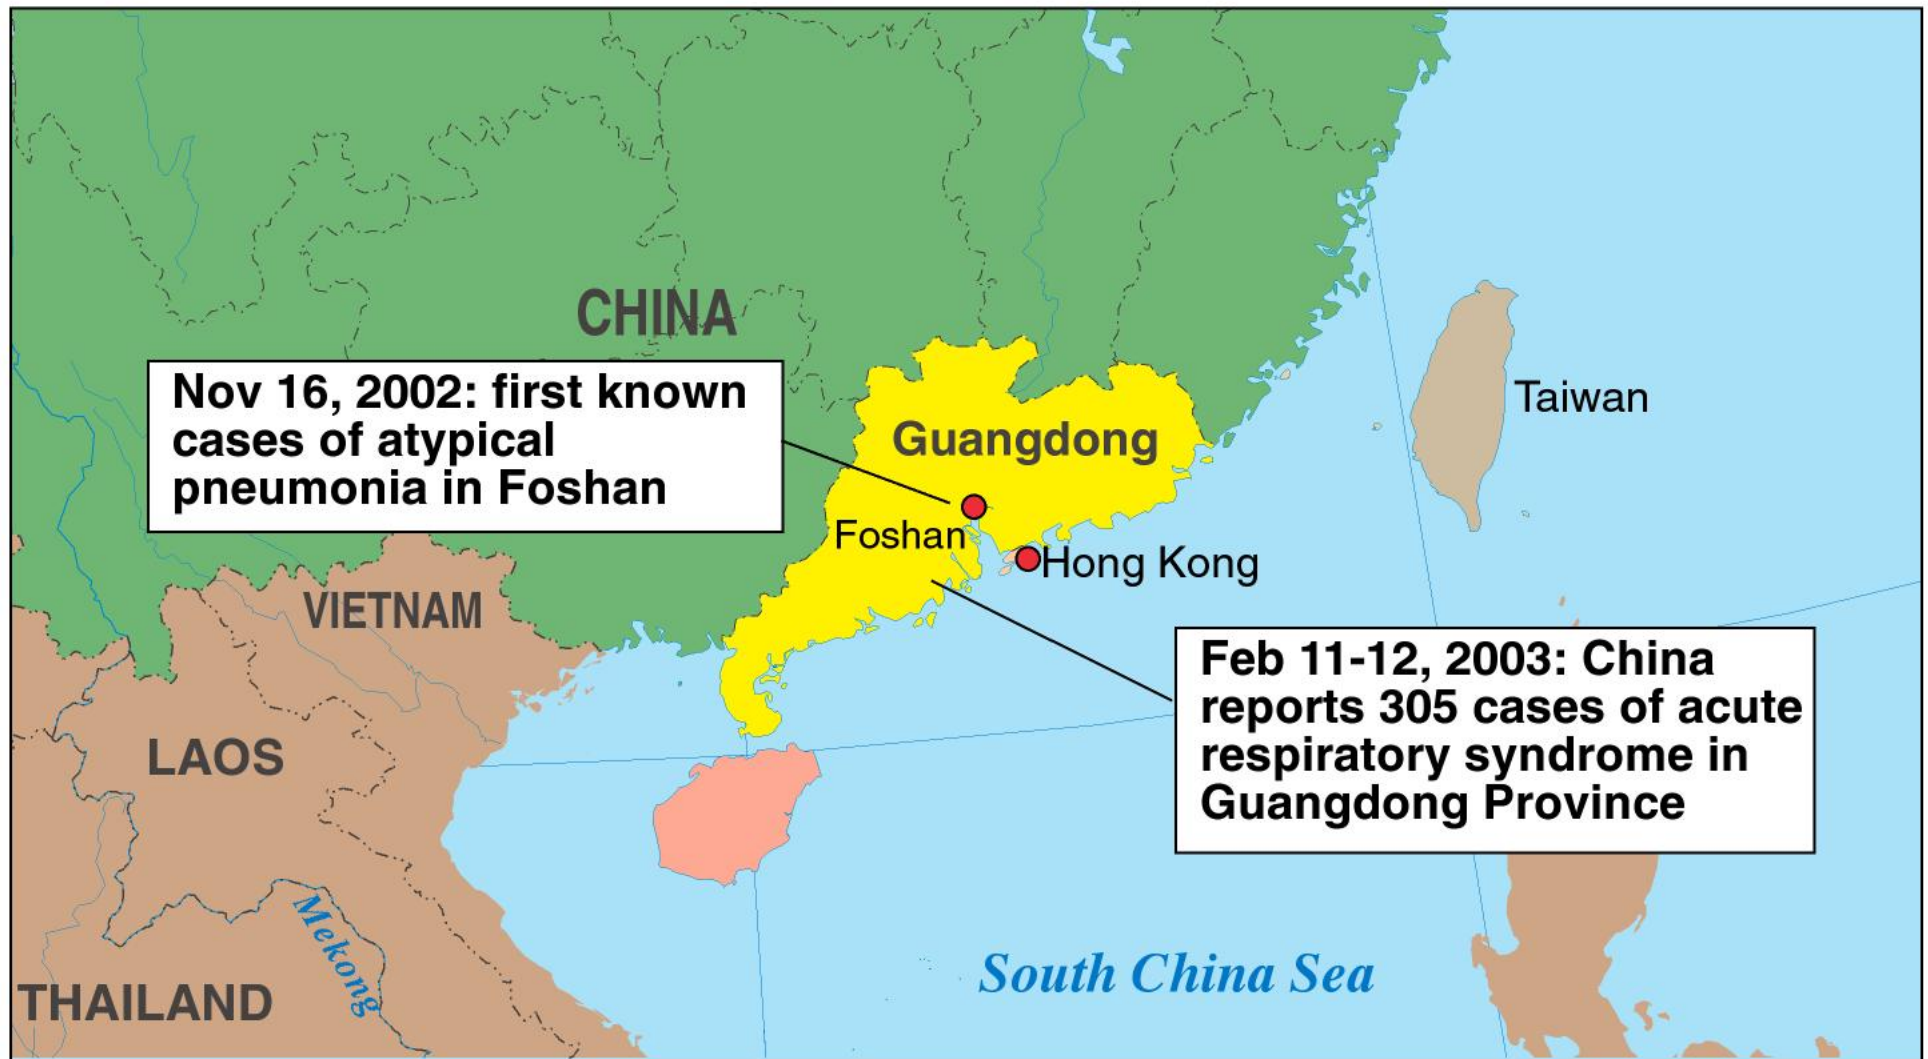 CHINA
Nov 16, 2002: first known
cases of atypical
pneumonia in Foshan
Guangdong
Taiwan
Foshan
Hong Kong
VIETNAM
Feb 11-12, 2003: China
reports 305 cases of acute
respiratory syndrome in
Guangdong Province
LAOS
Mekong
South China Sea
THAILAND